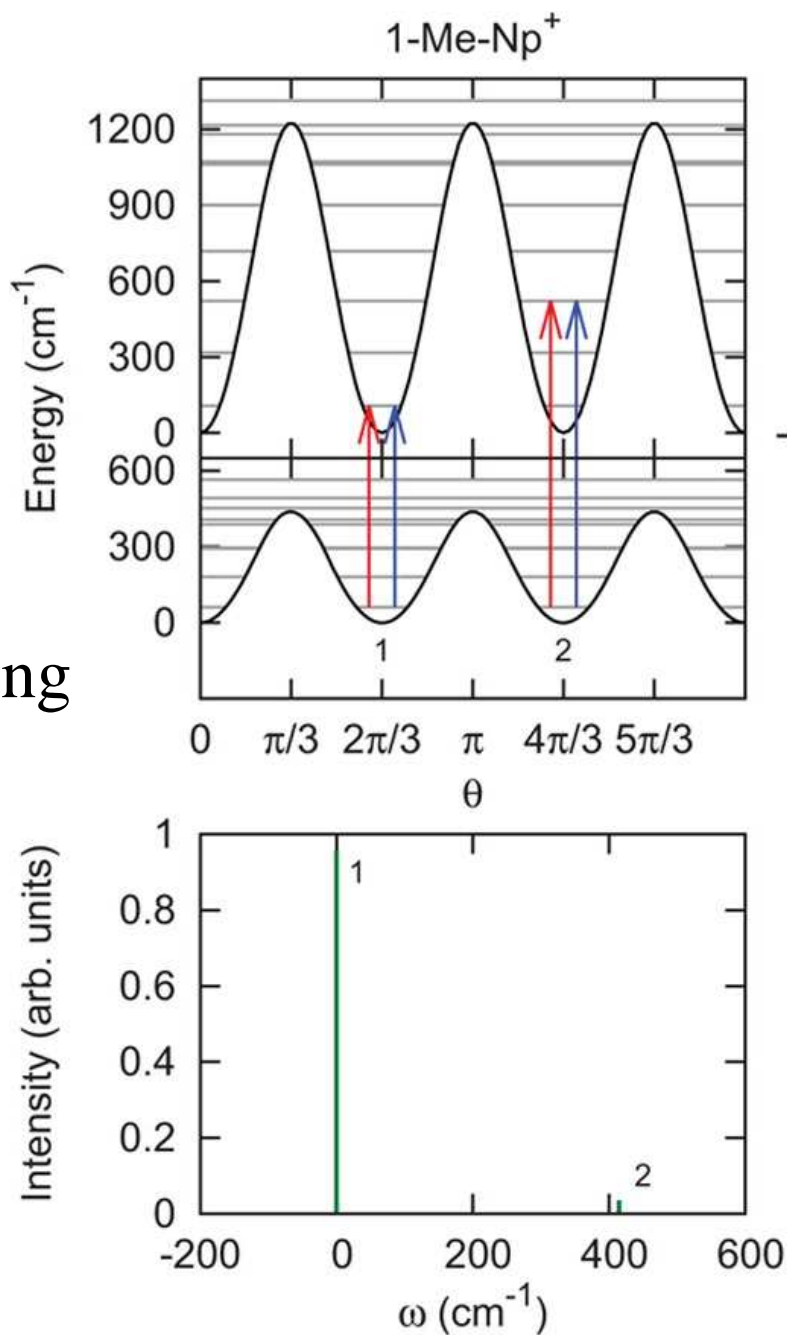 1-Me-Np⁺
1200
900
600
300
0
Energy (cm⁻¹)
600
300
0
1 2
ng
0 π/3 2π/3 π 4π/3 5π/3
θ
1
0.8
0.6
0.4
0.2
0
Intensity (arb. units)
1
2
-200 0 200 400 600
ω (cm⁻¹)